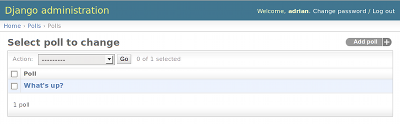 Django administration
Welcome, adrian. Change password / Log out
Home › Polls › Polls
Select poll to change
Add poll +
Action: --------- Go 0 of 1 selected
Poll
What's up?
1 poll